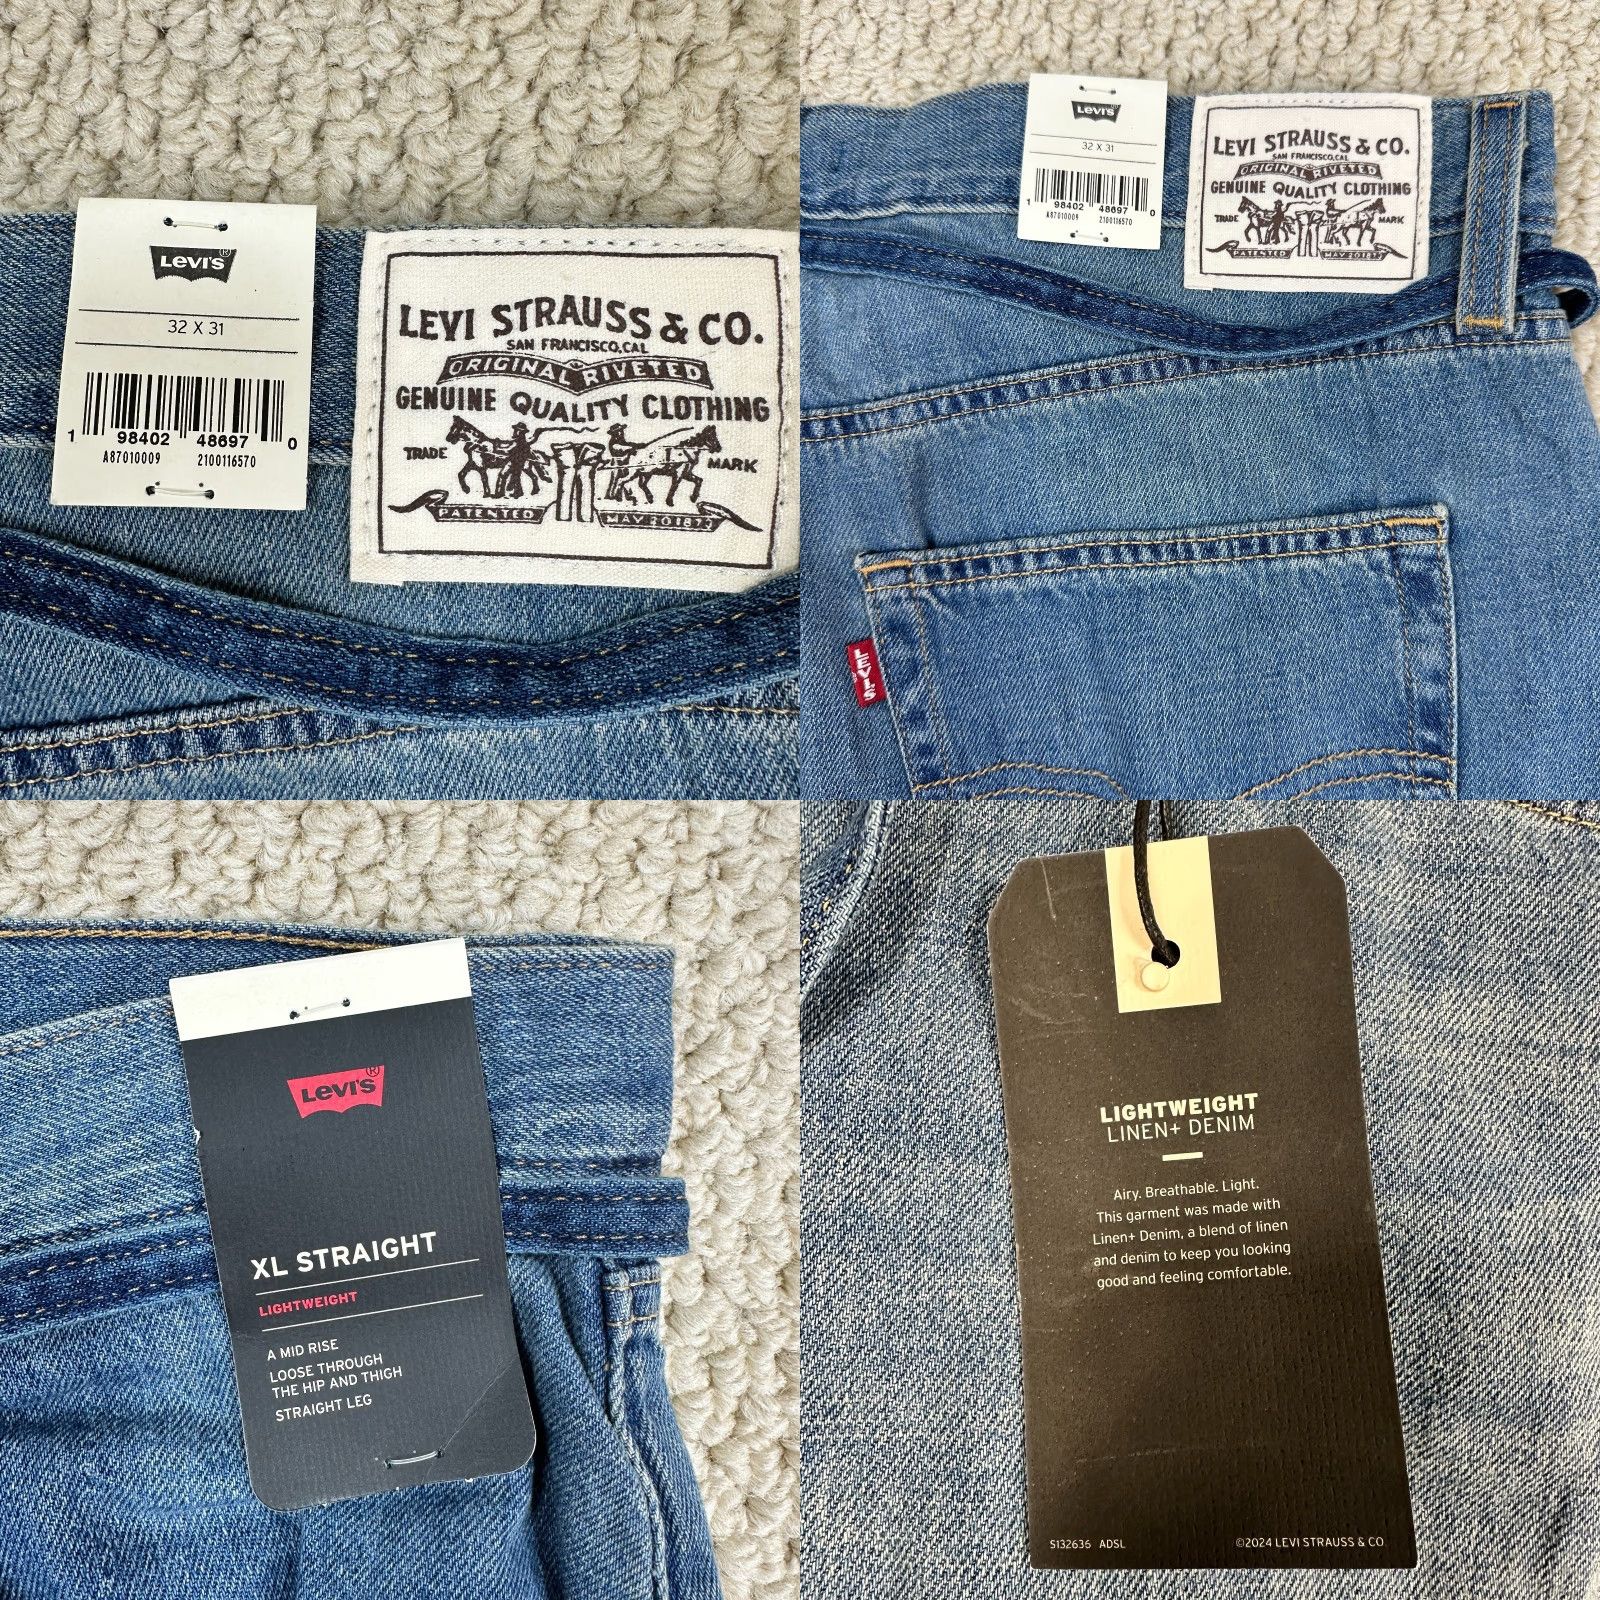 LEVI'S®
32 X 31
1 98402 48697 0
A87010009 2100116570
LEVI STRAUSS & CO.
SAN FRANCISCO,CAL
ORIGINAL RIVETED
GENUINE QUALITY CLOTHING
TRADE MARK
PATENTED MAY 20 1873
LEVI'S
32 X 31
1 98402 48697 0
A87010009 2100116570
LEVI STRAUSS & CO.
SAN FRANCISCO,CAL
ORIGINAL RIVETED
GENUINE QUALITY CLOTHING
TRADE MARK
PATENTED MAY 20 1873
LEVI'S
LEVI'S®
XL STRAIGHT
LIGHTWEIGHT
A MID RISE
LOOSE THROUGH
THE HIP AND THIGH
STRAIGHT LEG
LIGHTWEIGHT
LINEN+ DENIM
Airy. Breathable. Light.
This garment was made with
Linen+ Denim, a blend of linen
and denim to keep you looking
good and feeling comfortable.
S132636 ADSL ©2024 LEVI STRAUSS & CO.